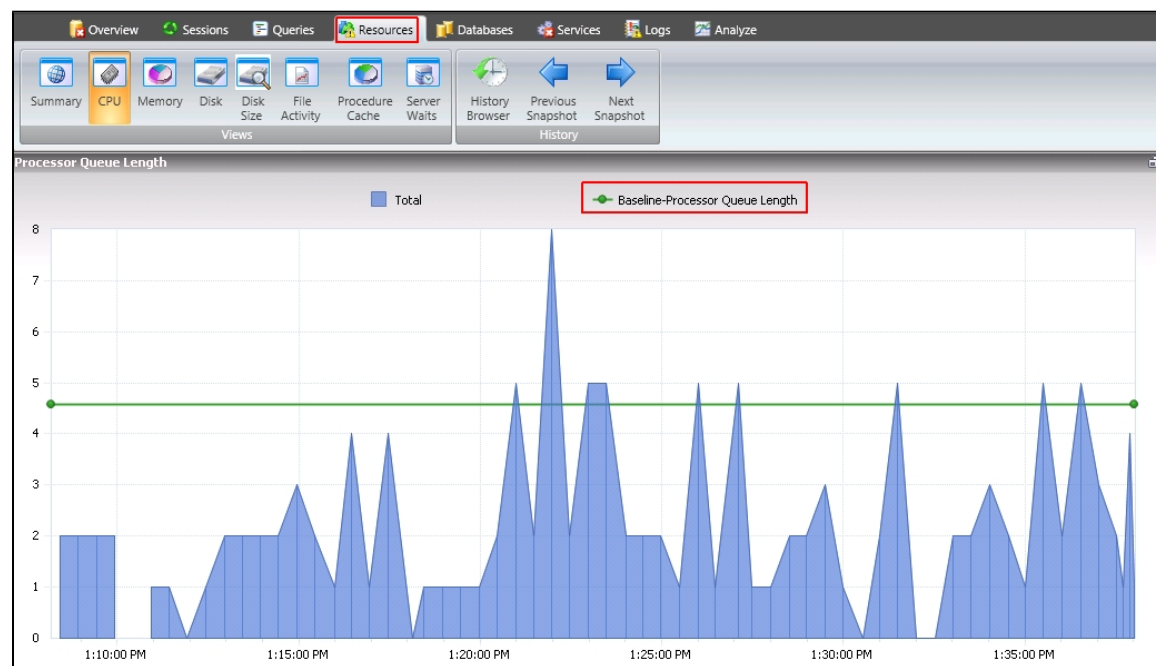 Overview Sessions Queries Resources Databases Services Logs Analyze
Summary CPU Memory Disk Disk Size File Activity Procedure Cache Server Waits History Browser Previous Snapshot Next Snapshot
Views History
Processor Queue Length
Total Baseline-Processor Queue Length
8
7
6
5
4
3
2
1
0
1:10:00 PM 1:15:00 PM 1:20:00 PM 1:25:00 PM 1:30:00 PM 1:35:00 PM